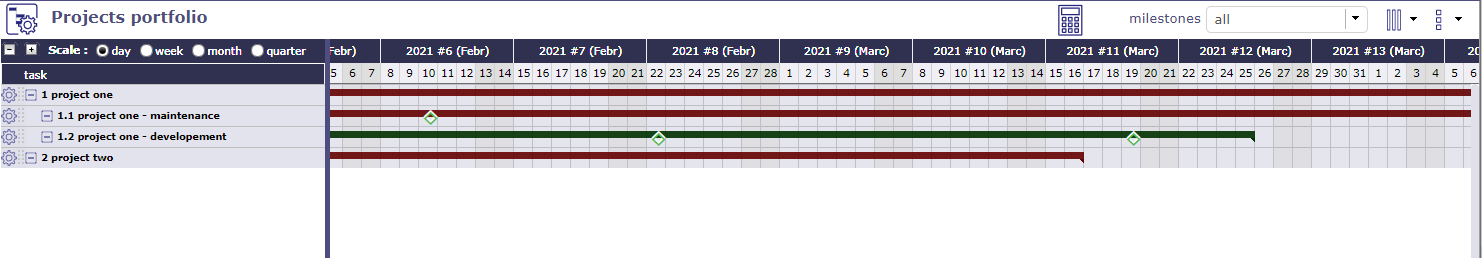 Projects portfolio milestones all
Scale : day week month quarter
Febr) 2021 #6 (Febr) 2021 #7 (Febr) 2021 #8 (Febr) 2021 #9 (Marc) 2021 #10 (Marc) 2021 #11 (Marc) 2021 #12 (Marc) 2021 #13 (Marc) 20
task 5 6 7 8 9 10 11 12 13 14 15 16 17 18 19 20 21 22 23 24 25 26 27 28 1 2 3 4 5 6 7 8 9 10 11 12 13 14 15 16 17 18 19 20 21 22 23 24 25 26 27 28 29 30 31 1 2 3 4 5 6
1 project one
1.1 project one - maintenance
1.2 project one - developement
2 project two